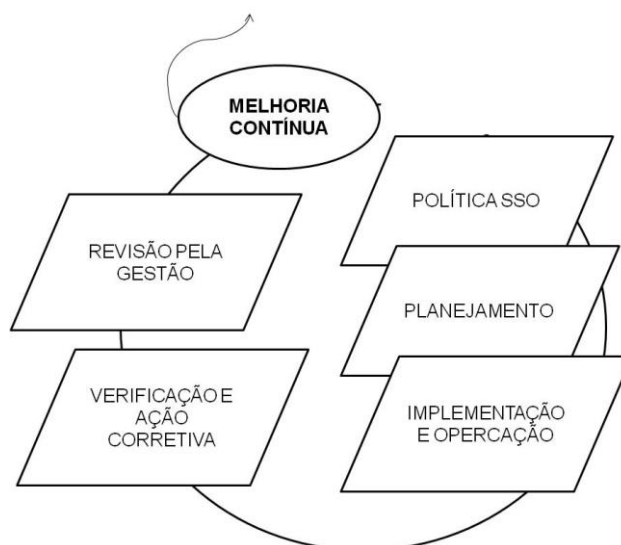 MELHORIA
CONTÍNUA
POLÍTICA SSO
PLANEJAMENTO
IMPLEMENTAÇÃO
E OPERCAÇÃO
VERIFICAÇÃO E
AÇÃO
CORRETIVA
REVISÃO PELA
GESTÃO